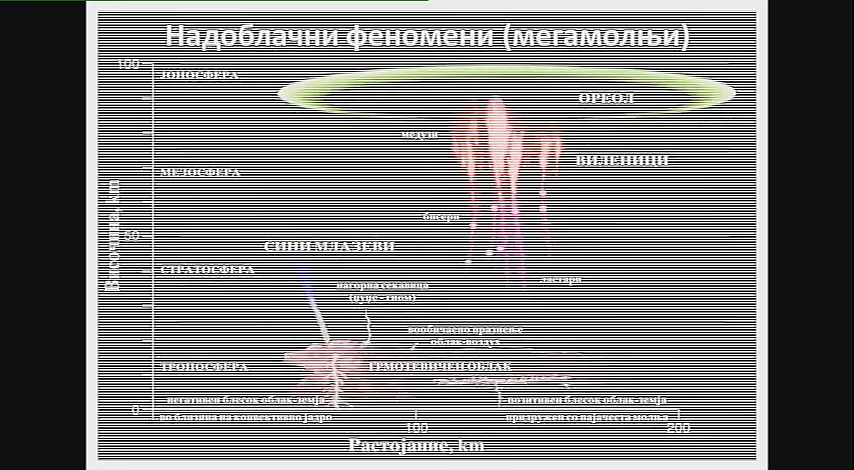 Надоблачни феномени (мегамолњи)
100
ЈОНОСФЕРА
ОРЕОЛ
медузи
ВИЛЕНИЦИ
МЕЗОСФЕРА
бисери
50
СИНИ МЛАЗЕВИ
СТРАТОСФЕРА
ластари
нагорна секавица
(џуџе - гном)
вообичаено празнење
облак-воздух
ТРОПОСФЕРА
ГРМОТЕВИЧЕН ОБЛАК
негативен блесок облак-земја
во близина на конвективно јадро
позитивен блесок облак-земја
придружен со најчеста молња
0
100
200
Височина, km
Растојание, km